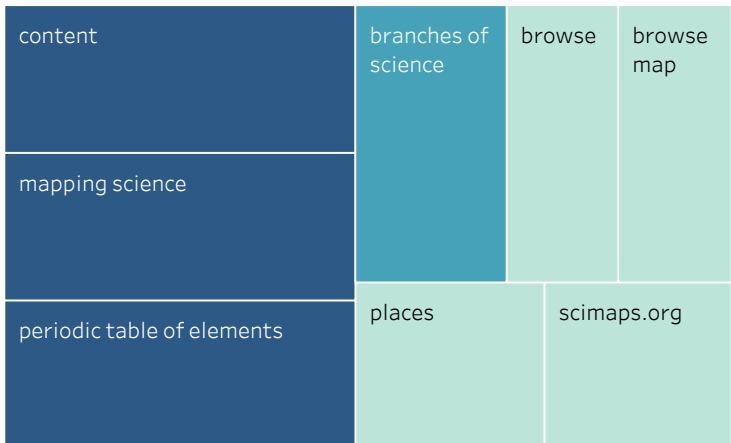 content
mapping science
periodic table of elements
branches of
science
browse
browse
map
places
scimaps.org